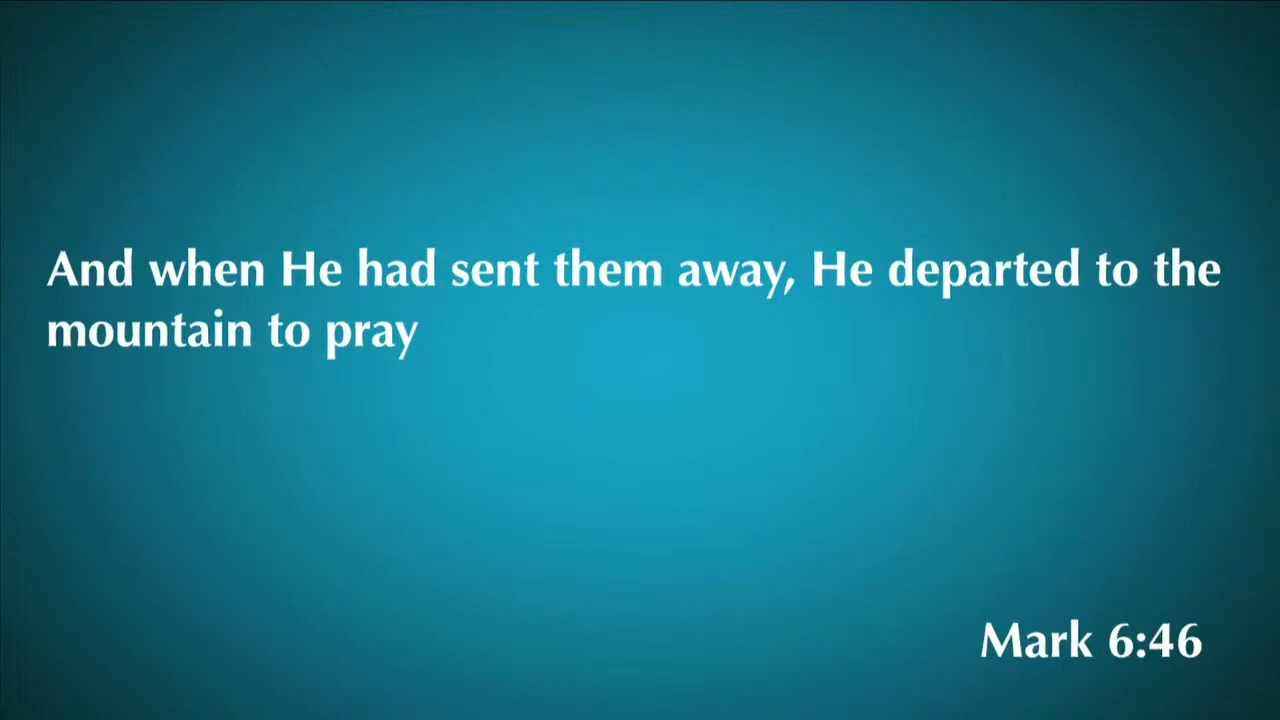 And when He had sent them away, He departed to the
mountain to pray
Mark 6:46